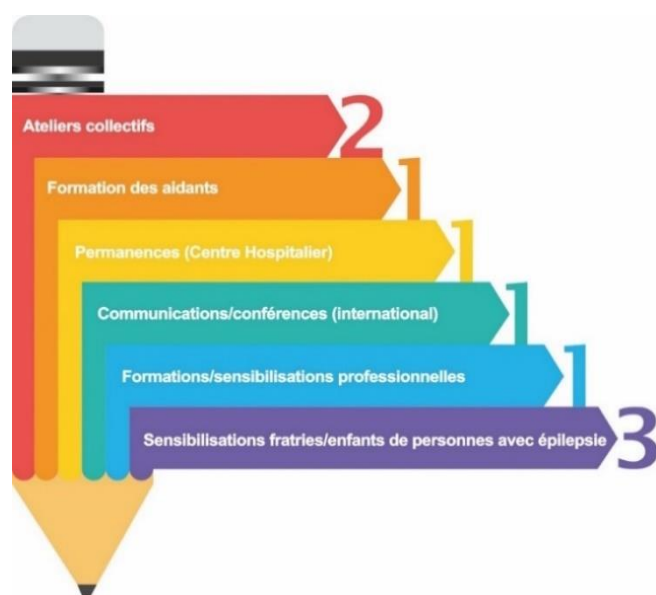 Ateliers collectifs 2
Formation des aidants 1
Permanences (Centre Hospitalier) 1
Communications/conférences (international) 1
Formations/sensibilisations professionnelles 1
Sensibilisations fratries/enfants de personnes avec épilepsie 3